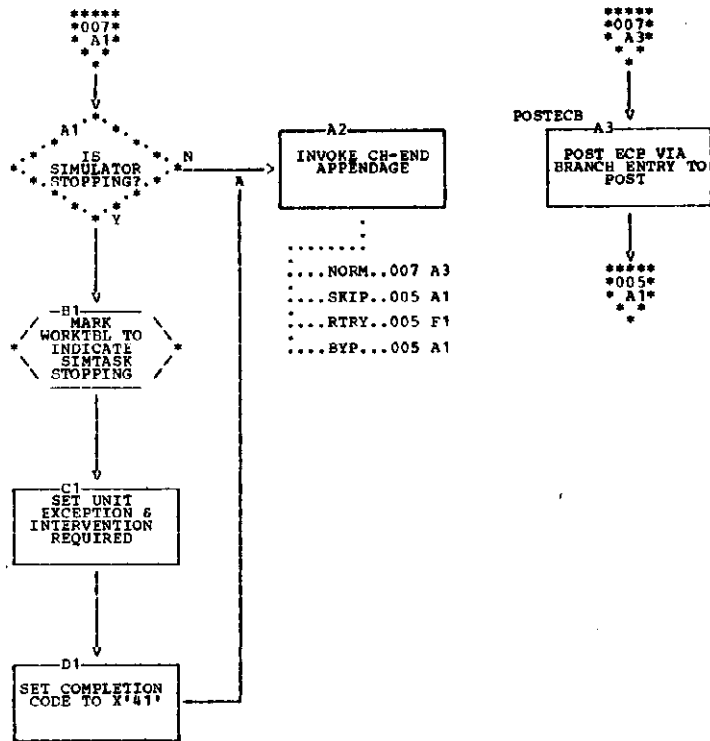 *****
*007*
* A1*
* *
*
A1
IS
SIMULATOR
STOPPING?
N
Y
A
B1
MARK
WORKTBL TO
INDICATE
SIMTASK
STOPPING
C1
SET UNIT
EXCEPTION &
INTERVENTION
REQUIRED
D1
SET COMPLETION
CODE TO X'41'
A2
INVOKE CH-END
APPENDAGE
....NORM..007 A3
....SKIP..005 A1
....RTRY..005 F1
....BYP...005 A1
*****
*007*
* A3*
* *
*
POSTECB
A3
POST ECB VIA
BRANCH ENTRY TO
POST
*****
*005*
* A1*
* *
*